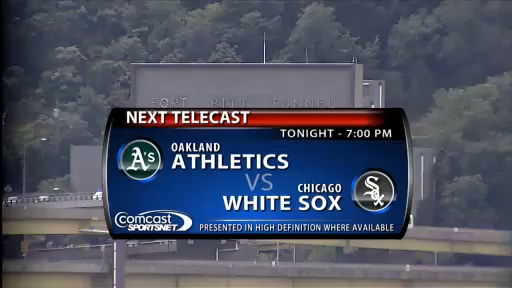 FORT PITT TUNNEL
NEXT TELECAST
TONIGHT - 7:00 PM
A's
OAKLAND
ATHLETICS
VS
CHICAGO
WHITE SOX
Sox
Comcast
SPORTSNET
PRESENTED IN HIGH DEFINITION WHERE AVAILABLE